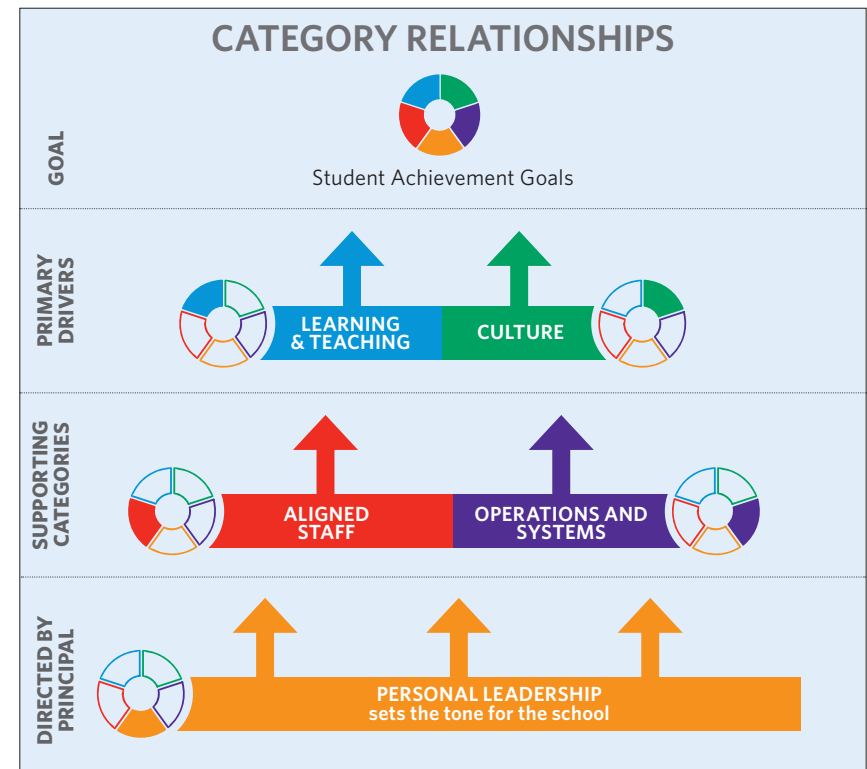 CATEGORY RELATIONSHIPS
GOAL
Student Achievement Goals
PRIMARY
DRIVERS
LEARNING
& TEACHING
CULTURE
SUPPORTING
CATEGORIES
ALIGNED
STAFF
OPERATIONS AND
SYSTEMS
DIRECTED BY
PRINCIPAL
PERSONAL LEADERSHIP
sets the tone for the school